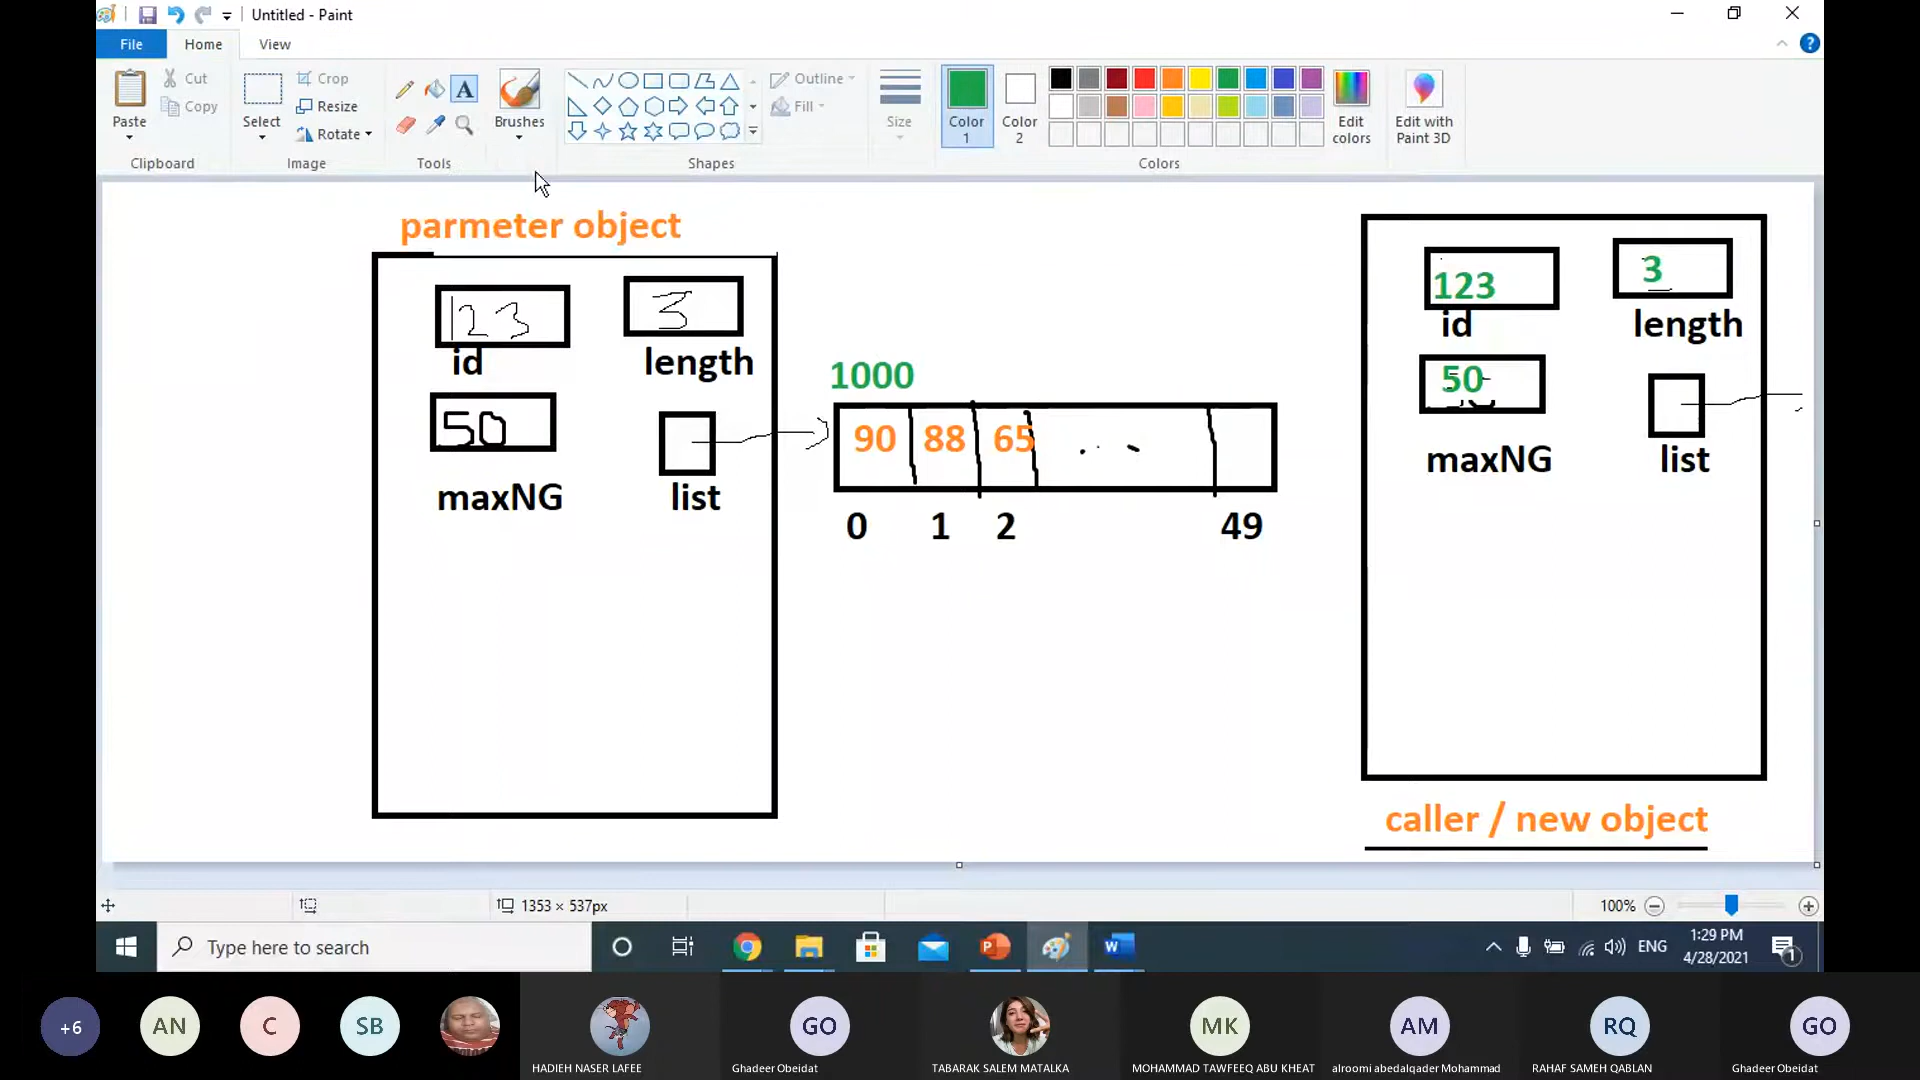 Untitled - Paint
File Home View
Paste
Cut
Copy
Clipboard
Select
Crop
Resize
Rotate
Image
A
Tools
Brushes
Shapes
Outline
Fill
Size
Color
1
Color
2
Colors
Edit
colors
Edit with
Paint 3D
parmeter object
123
3
id
length
50
maxNG
list
1000
90 88 65
0 1 2 49
123
3
id
length
50
maxNG
list
caller / new object
1353 × 537px
100%
Type here to search
ENG
1:29 PM
4/28/2021
1
+6
AN
C
SB
HADIEH NASER LAFEE
GO
Ghadeer Obeidat
TABARAK SALEM MATALKA
MK
MOHAMMAD TAWFEEQ ABU KHEAT
AM
alroomi abedalqader Mohammad
RQ
RAHAF SAMEH QABLAN
GO
Ghadeer Obeidat